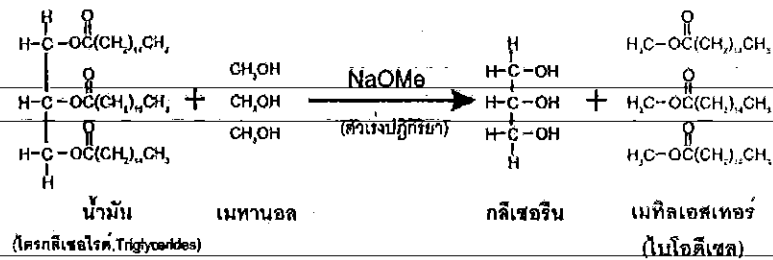 H O H O
H-C-OC(CH₂)₁₄CH₃ CH₃OH H-C-OH H₃C-OC(CH₂)₁₄CH₃
O NaOMe O
H-C-OC(CH₂)₁₄CH₃ + CH₃OH H-C-OH + H₃C-OC(CH₂)₁₄CH₃
O (ตัวเร่งปฏิกิริยา) O
H-C-OC(CH₂)₁₄CH₃ CH₃OH H-C-OH H₃C-OC(CH₂)₁₄CH₃
H H
น้ำมัน เมทานอล กลีเซอรีน เมทิลเอสเทอร์
(ไตรกลีเซอไรด์,Triglycerides) (ไบโอดีเซล)